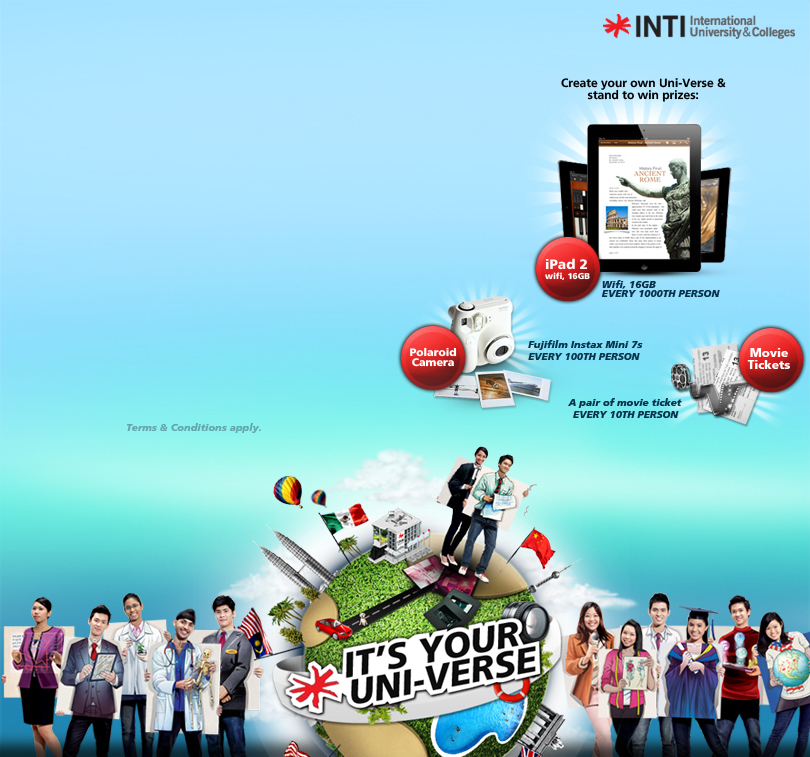 INTI International
University & Colleges
Create your own Uni-Verse &
stand to win prizes:
ANCIENT
ROME
iPad 2
wifi, 16GB
Wifi, 16GB
EVERY 1000TH PERSON
Polaroid
Camera
Fujifilm Instax Mini 7s
EVERY 100TH PERSON
Movie
Tickets
A pair of movie ticket
EVERY 10TH PERSON
Terms & Conditions apply.
IT'S YOUR
UNI-VERSE